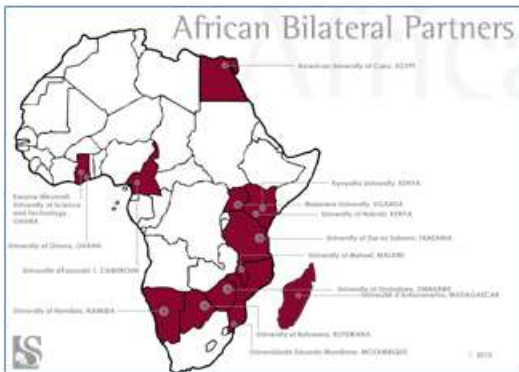 African Bilateral Partners
American University of Cairo, EGYPT
Kenyatta University, KENYA
Makerere University, UGANDA
University of Nairobi, KENYA
Kwame Nkrumah
University of Science
and Technology,
GHANA
University of Dar es Salaam, TANZANIA
University of Ghana, GHANA
University of Malawi, MALAWI
Université d'Yaoundé I, CAMEROON
University of Zimbabwe, ZIMBABWE
Université d'Antananarivo, MADAGASCAR
University of Namibia, NAMIBIA
University of Botswana, BOTSWANA
Universidade Eduardo Mondlane, MOZAMBIQUE